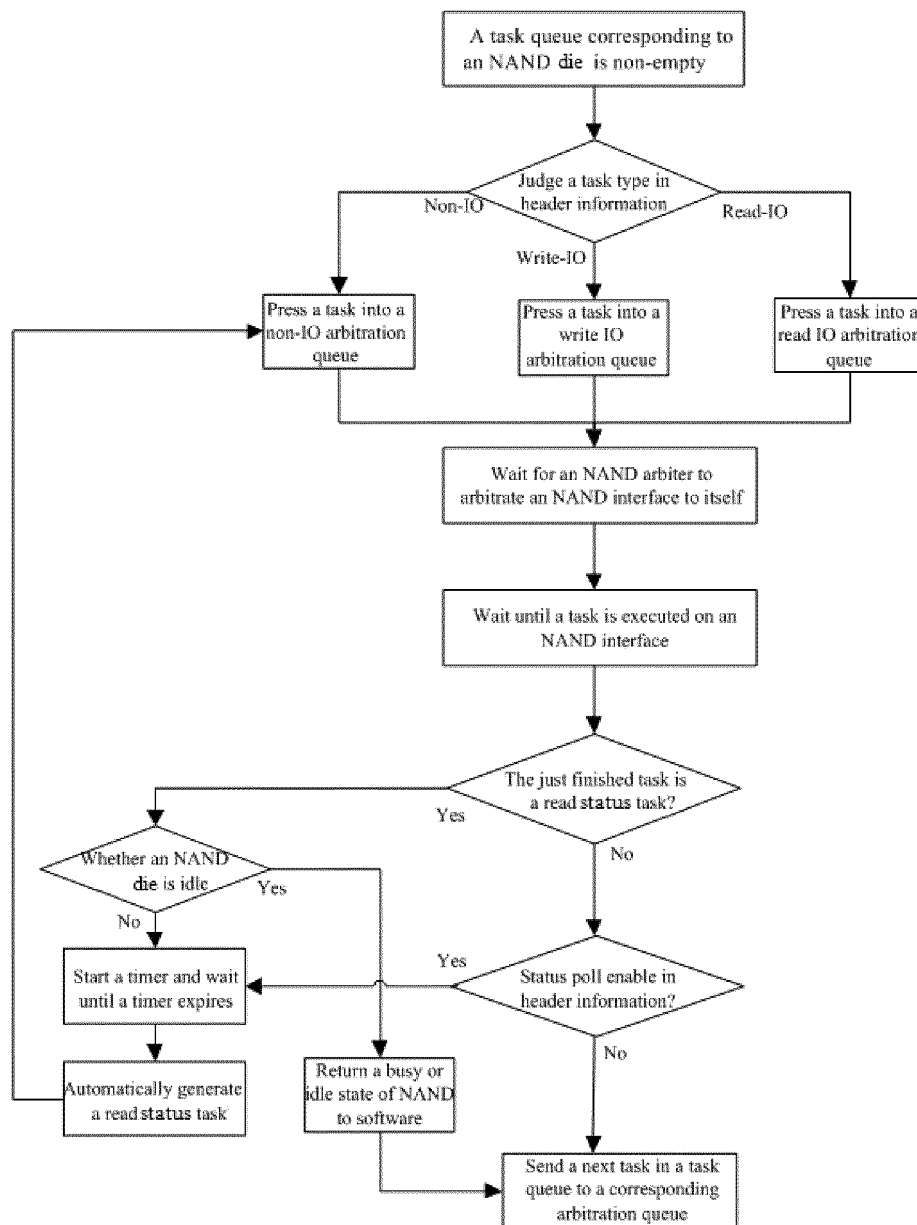 A task queue corresponding to
an NAND die is non-empty
Judge a task type in
header information
Non-IO
Read-IO
Write-IO
Press a task into a
non-IO arbitration
queue
Press a task into a
write IO
arbitration queue
Press a task into a
read IO arbitration
queue
Wait for an NAND arbiter to
arbitrate an NAND interface to itself
Wait until a task is executed on an
NAND interface
The just finished task is
a read status task?
Yes
No
Whether an NAND
die is idle
Yes
No
Start a timer and wait
until a timer expires
Yes
Status poll enable in
header information?
No
Automatically generate
a read status task
Return a busy or
idle state of NAND
to software
Send a next task in a task
queue to a corresponding
arbitration queue